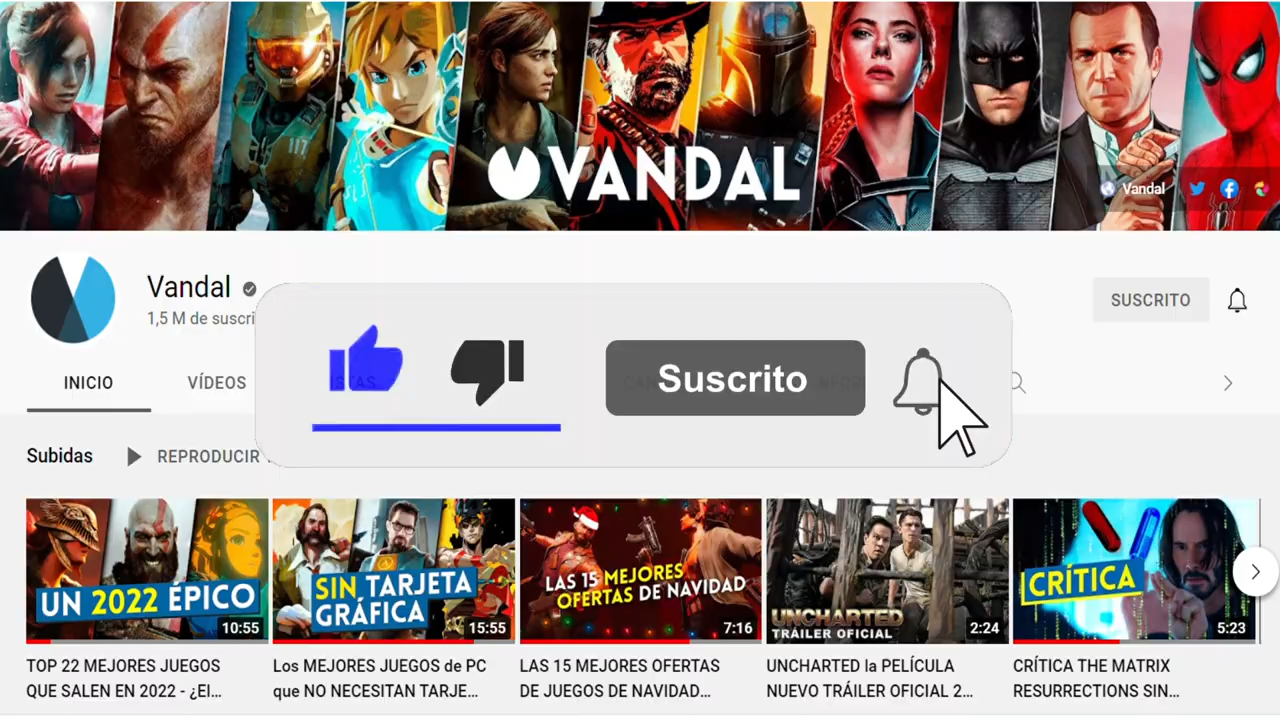 117
VANDAL
Vandal
Vandal
1,5 M de suscri
SUSCRITO
INICIO
VÍDEOS
Suscrito
Subidas
REPRODUCIR
UN 2022 ÉPICO
10:55
SIN TARJETA
GRÁFICA
15:55
LAS 15 MEJORES
OFERTAS DE NAVIDAD
7:16
UNCHARTED
TRÁILER OFICIAL
2:24
CRÍTICA
5:23
TOP 22 MEJORES JUEGOS
QUE SALEN EN 2022 - ¿El...
Los MEJORES JUEGOS de PC
que NO NECESITAN TARJE...
LAS 15 MEJORES OFERTAS
DE JUEGOS DE NAVIDAD...
UNCHARTED la PELÍCULA
NUEVO TRÁILER OFICIAL 2...
CRÍTICA THE MATRIX
RESURRECTIONS SIN...